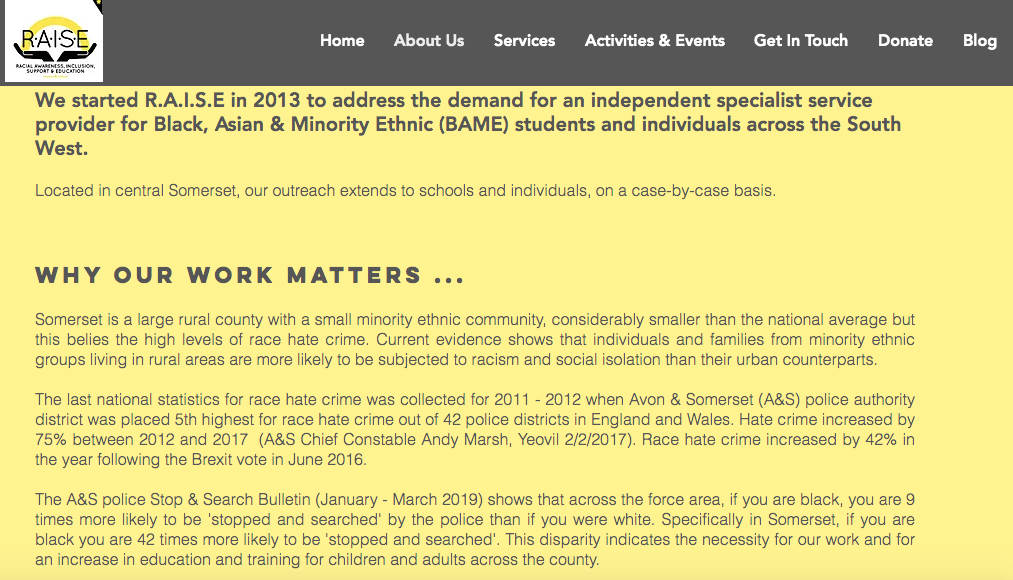 R.A.I.S.E
RACIAL AWARENESS, INCLUSION,
SUPPORT & EDUCATION
Home About Us Services Activities & Events Get In Touch Donate Blog
We started R.A.I.S.E in 2013 to address the demand for an independent specialist service
provider for Black, Asian & Minority Ethnic (BAME) students and individuals across the South
West.
Located in central Somerset, our outreach extends to schools and individuals, on a case-by-case basis.
WHY OUR WORK MATTERS ...
Somerset is a large rural county with a small minority ethnic community, considerably smaller than the national average but
this belies the high levels of race hate crime. Current evidence shows that individuals and families from minority ethnic
groups living in rural areas are more likely to be subjected to racism and social isolation than their urban counterparts.
The last national statistics for race hate crime was collected for 2011 - 2012 when Avon & Somerset (A&S) police authority
district was placed 5th highest for race hate crime out of 42 police districts in England and Wales. Hate crime increased by
75% between 2012 and 2017 (A&S Chief Constable Andy Marsh, Yeovil 2/2/2017). Race hate crime increased by 42% in
the year following the Brexit vote in June 2016.
The A&S police Stop & Search Bulletin (January - March 2019) shows that across the force area, if you are black, you are 9
times more likely to be 'stopped and searched' by the police than if you were white. Specifically in Somerset, if you are
black you are 42 times more likely to be 'stopped and searched'. This disparity indicates the necessity for our work and for
an increase in education and training for children and adults across the county.